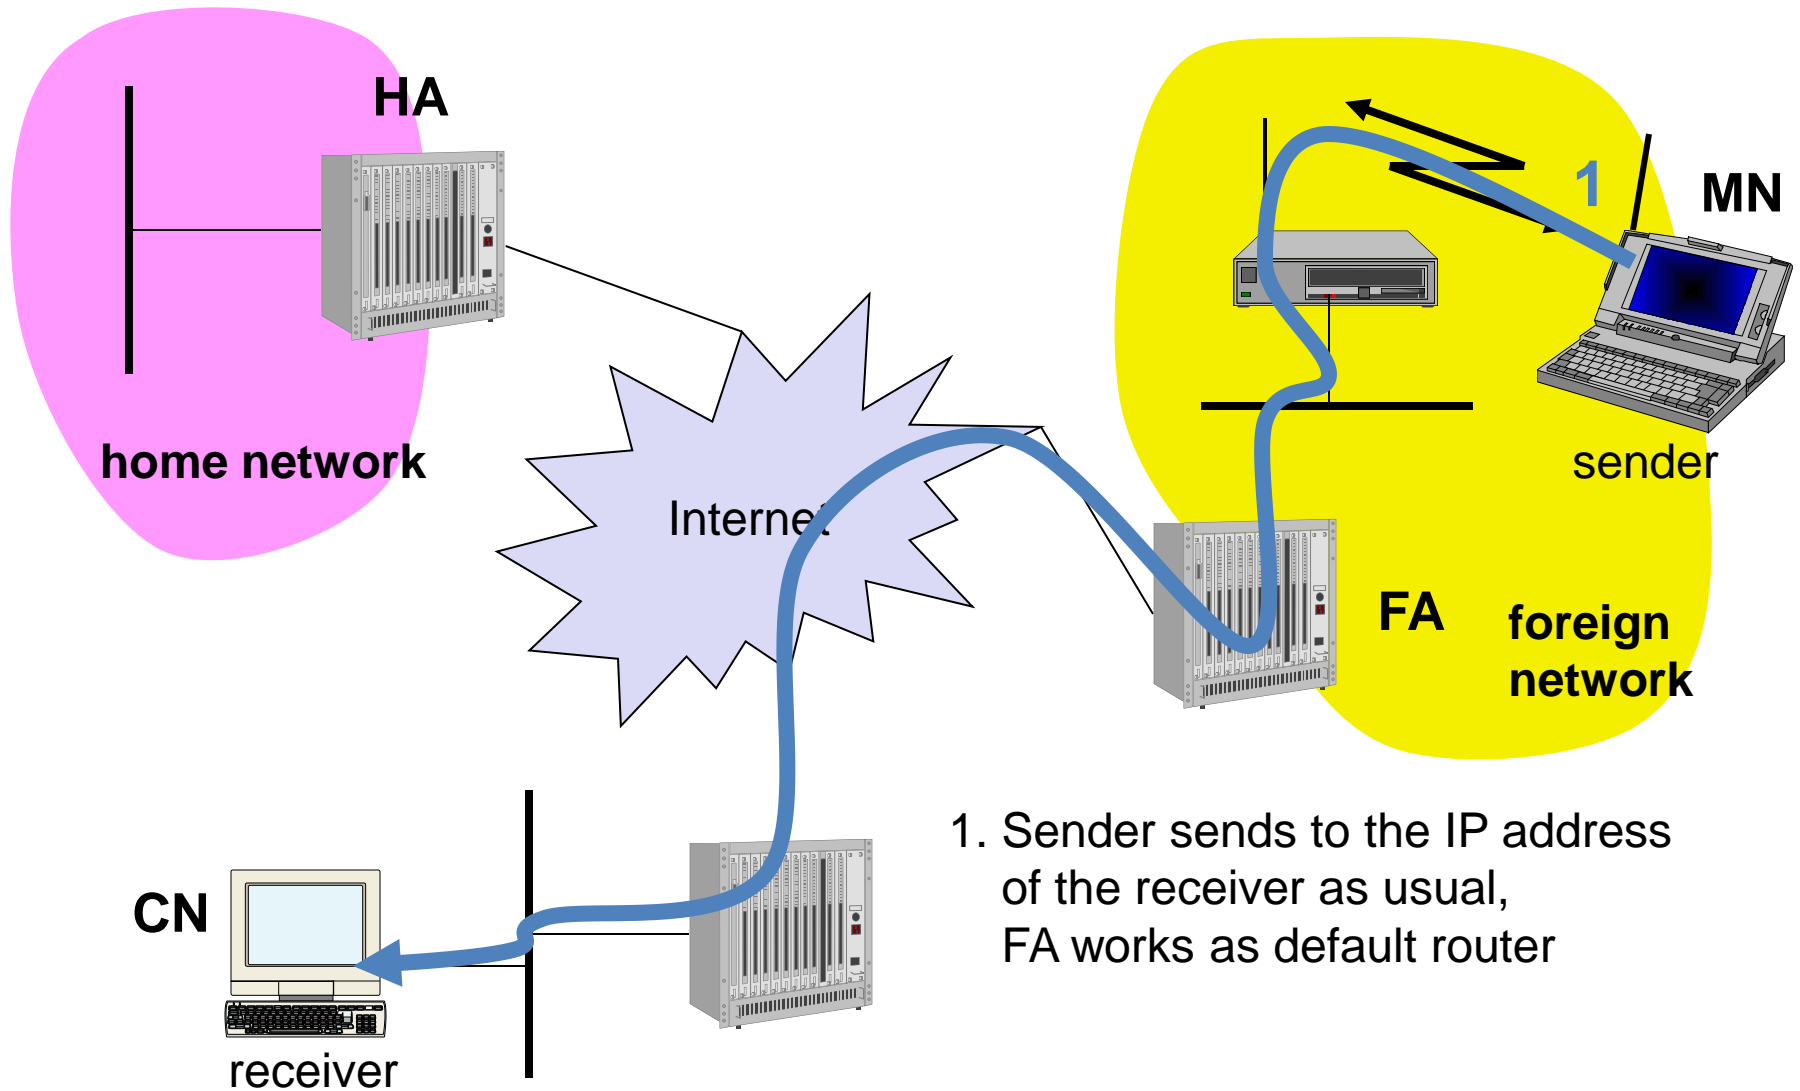 HA
1
MN
home network
sender
Internet
FA
foreign
network
1. Sender sends to the IP address
of the receiver as usual,
FA works as default router
CN
receiver